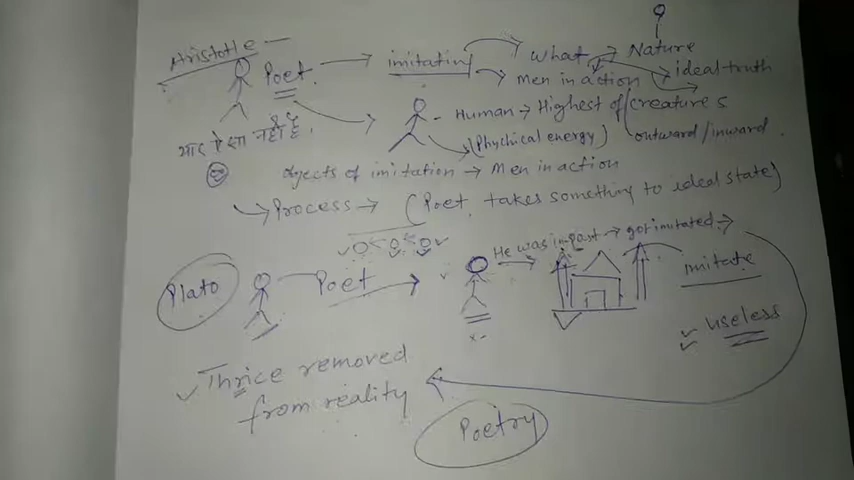 Aristotle
Poet → imitating → what → Nature
men in action → ideal truth
Human → Highest of creatures
(Phychical energy) outward/inward
भाई ऐसा नहीं है.
Objects of imitation → Men in action
→ Process → (Poet takes something to ideal state)
He was in past → got imitated →
Plato Poet → imitate
useless
Thrice removed
from reality
Poetry